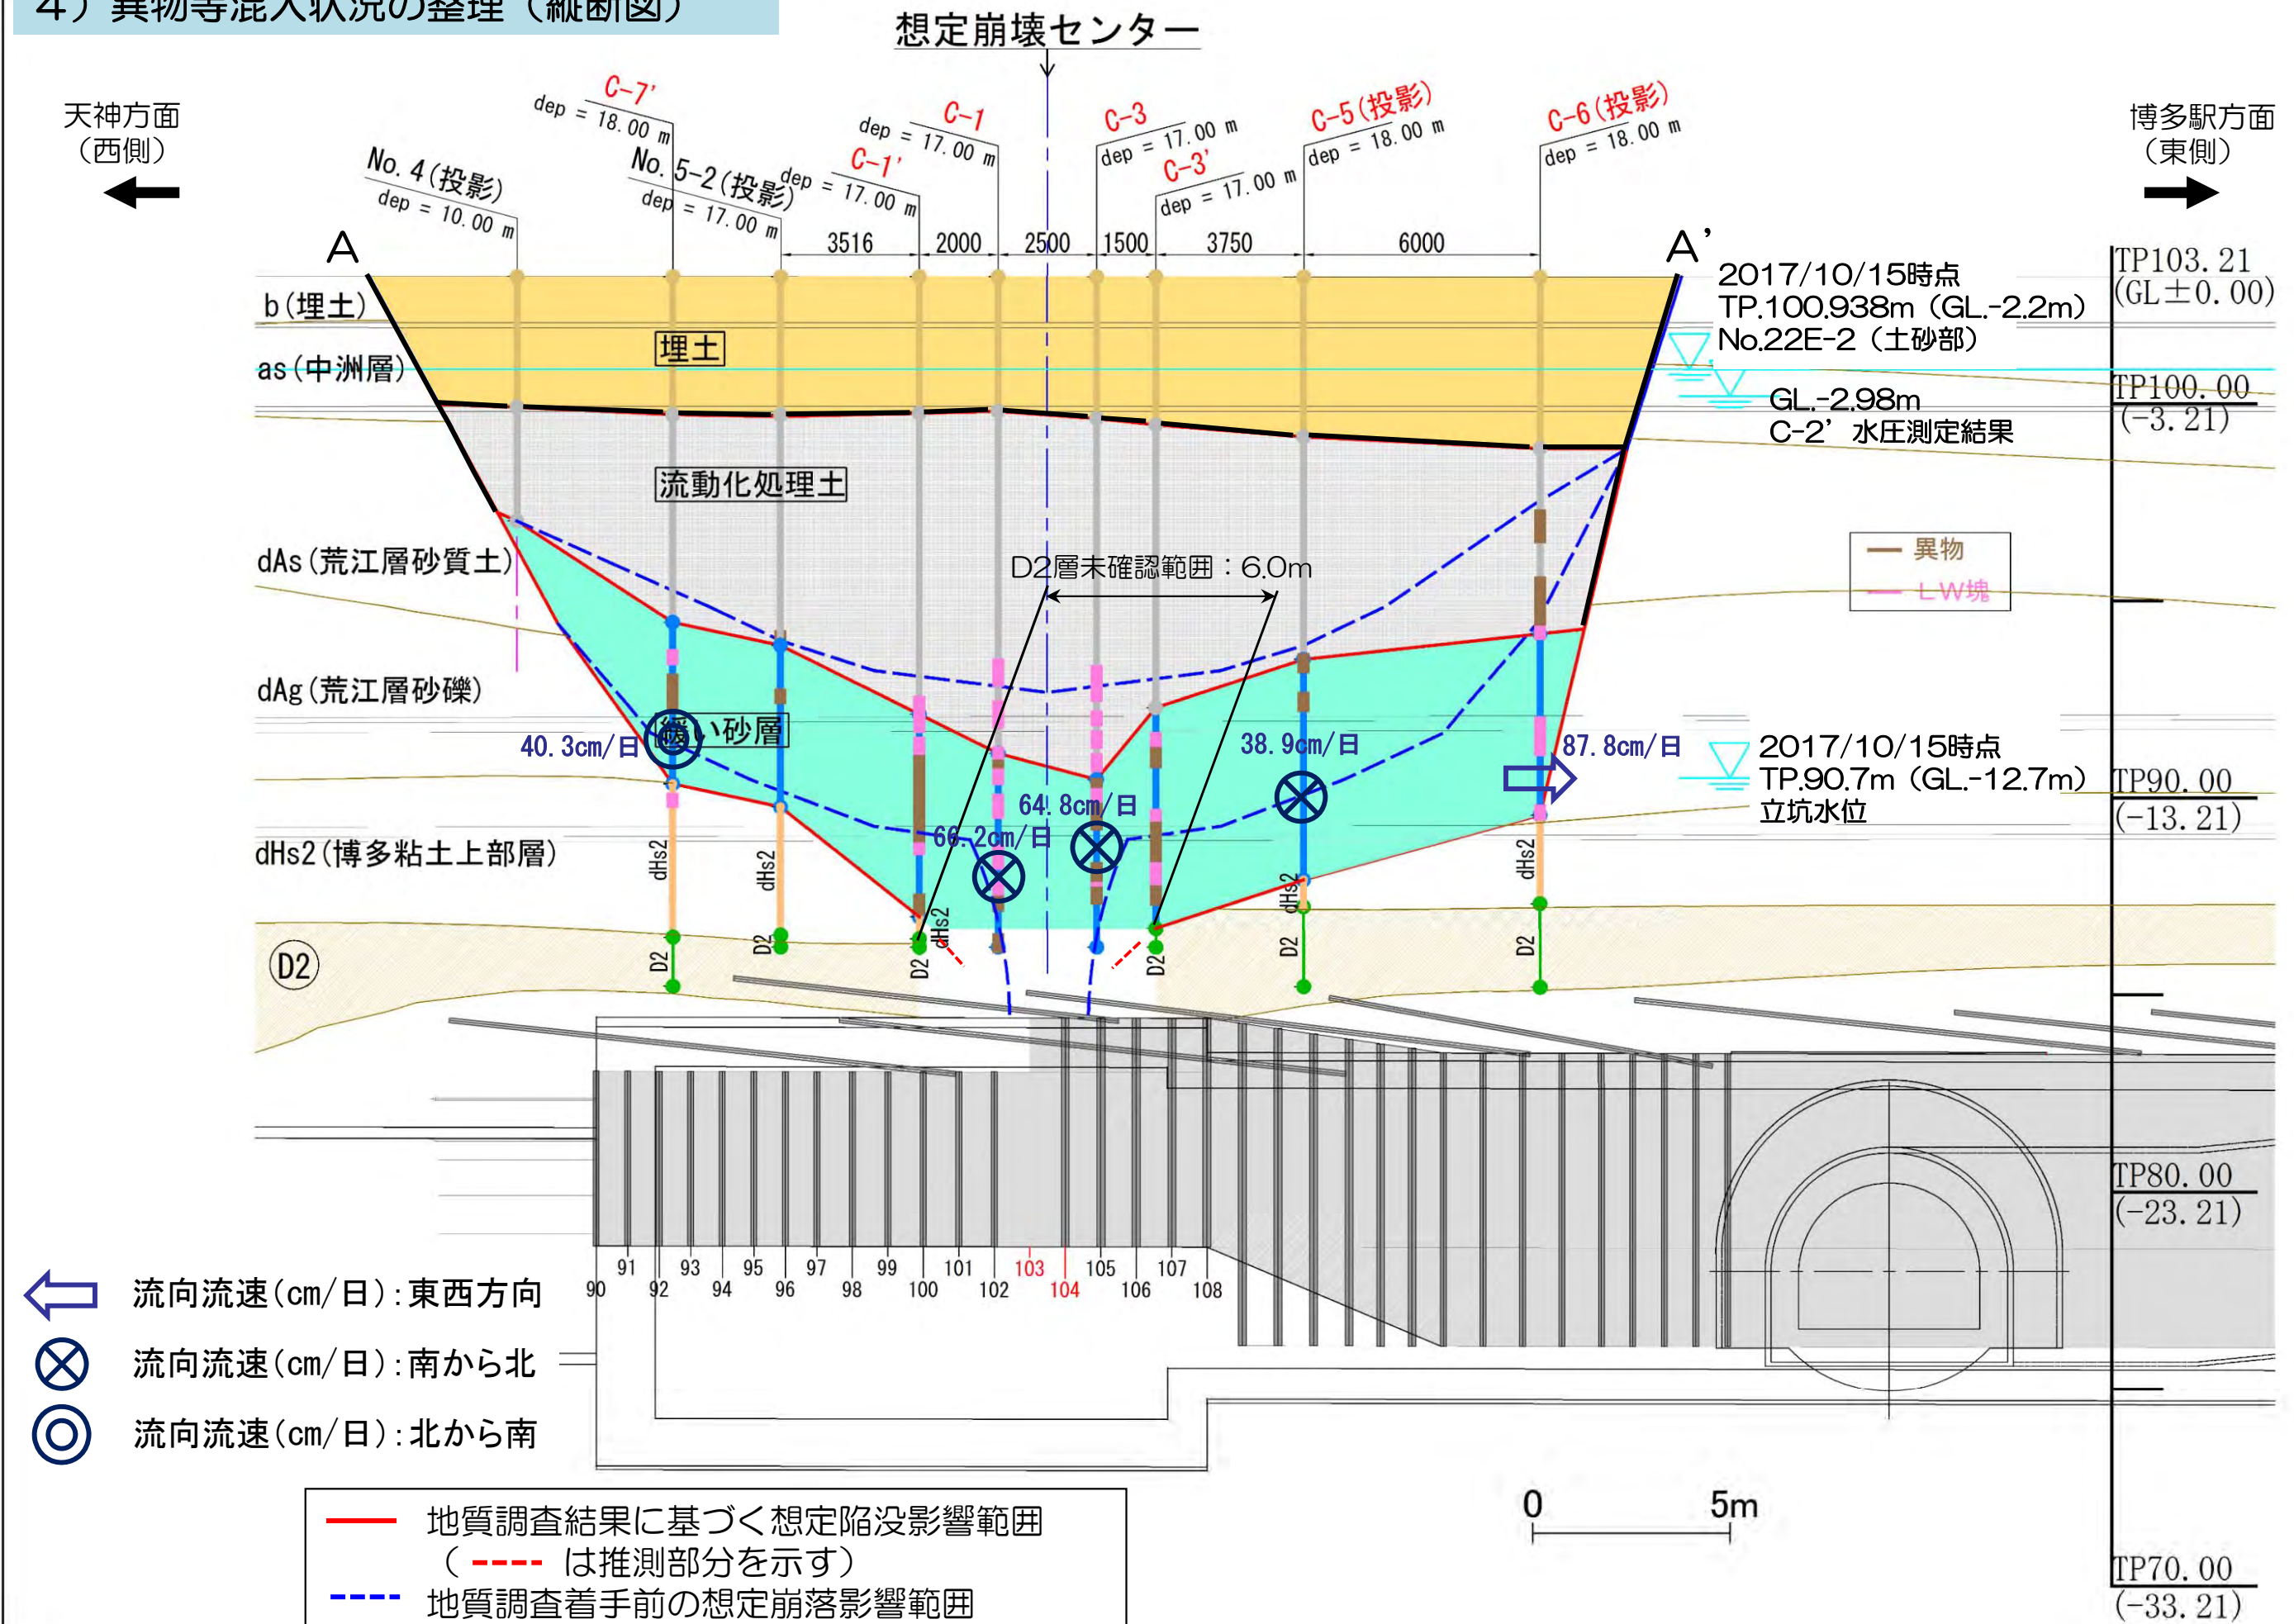 4）異物等混入状況の整理（縦断図）
想定崩壊センター
天神方面
（西側）
博多駅方面
（東側）
C-7'
dep = 18.00 m
No. 4 (投影)
dep = 10.00 m
No. 5-2 (投影)
dep = 17.00 m
C-1'
dep = 17.00 m
C-1
dep = 17.00 m
C-3
dep = 17.00 m
C-3'
dep = 17.00 m
C-5 (投影)
dep = 18.00 m
C-6 (投影)
dep = 18.00 m
3516
2000
2500
1500
3750
6000
A
A'
b(埋土)
埋土
as(中洲層)
2017/10/15時点
TP.100.938m（GL.-2.2m）
No.22E-2（土砂部）
GL.-2.98m
C-2' 水圧測定結果
TP103.21
(GL±0.00)
TP100.00
(-3.21)
流動化処理土
dAs(荒江層砂質土)
D2層未確認範囲：6.0m
異物
LW塊
dAg(荒江層砂礫)
緩い砂層
40.3cm/日
66.2cm/日
64.8cm/日
38.9cm/日
87.8cm/日
2017/10/15時点
TP.90.7m（GL.-12.7m）
立坑水位
TP90.00
(-13.21)
dHs2(博多粘土上部層)
dHs2
dHs2
dHs2
dHs2
dHs2
D2
D2
D2
D2
D2
D2
D2
TP80.00
(-23.21)
90
91
92
93
94
95
96
97
98
99
100
101
102
103
104
105
106
107
108
流向流速(cm/日):東西方向
流向流速(cm/日):南から北
流向流速(cm/日):北から南
0 5m
地質調査結果に基づく想定陥没影響範囲
（ は推測部分を示す）
地質調査着手前の想定崩落影響範囲
TP70.00
(-33.21)